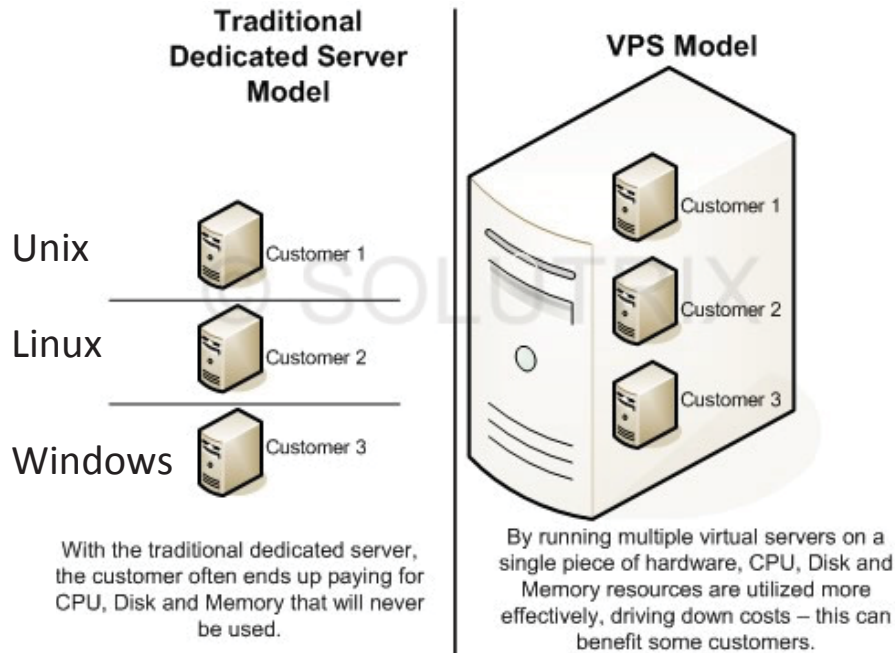 Traditional
Dedicated Server
Model
Unix
Customer 1
Linux
Customer 2
Windows
Customer 3
With the traditional dedicated server,
the customer often ends up paying for
CPU, Disk and Memory that will never
be used.
VPS Model
Customer 1
Customer 2
Customer 3
By running multiple virtual servers on a
single piece of hardware, CPU, Disk and
Memory resources are utilized more
effectively, driving down costs – this can
benefit some customers.
© SOLUTRIX